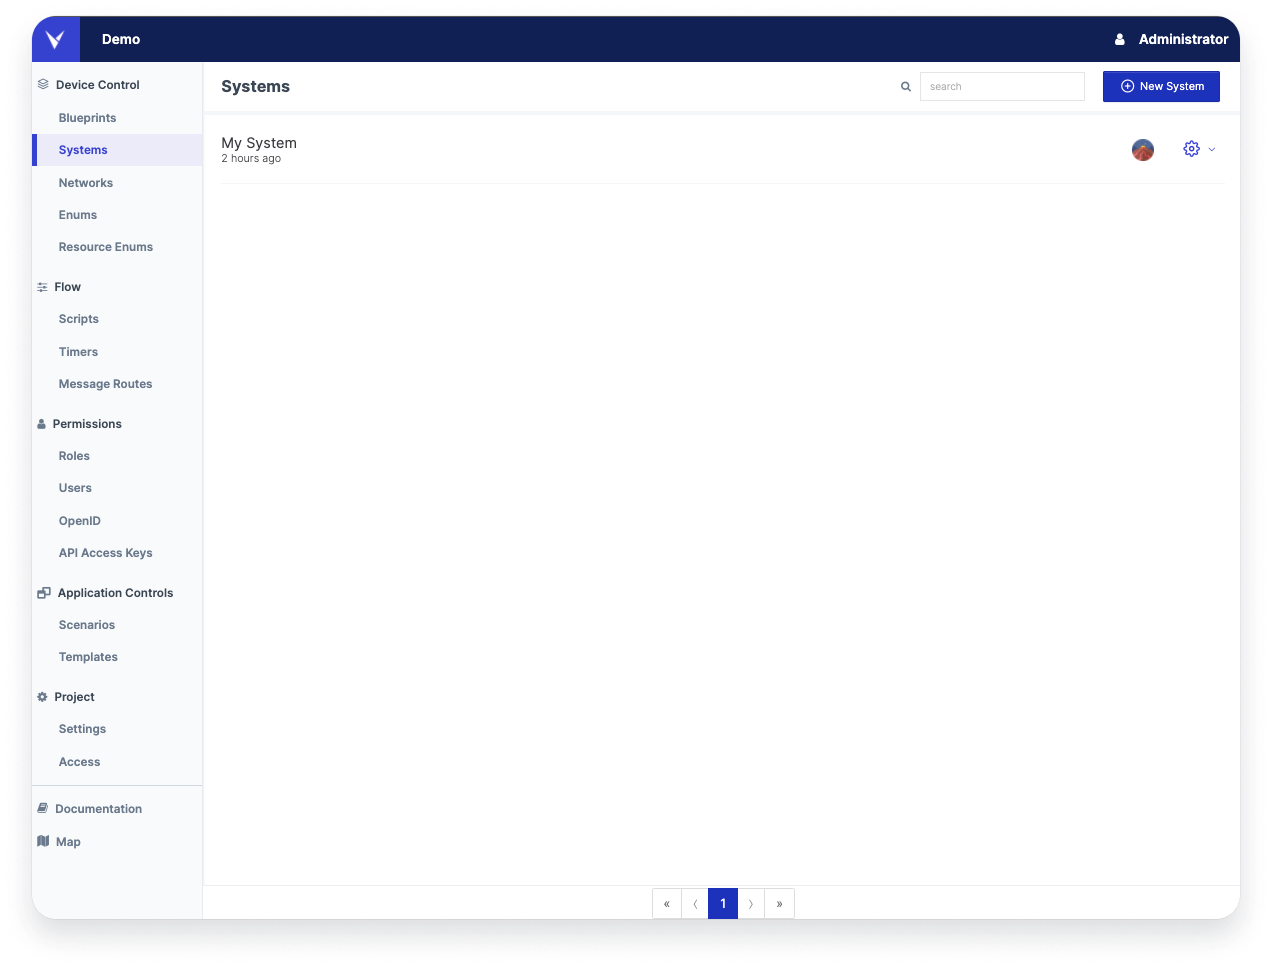 Demo
Administrator
Device Control
Blueprints
Systems
Networks
Enums
Resource Enums
Flow
Scripts
Timers
Message Routes
Permissions
Roles
Users
OpenID
API Access Keys
Application Controls
Scenarios
Templates
Project
Settings
Access
Documentation
Map
Systems
search
New System
My System
2 hours ago
« ‹ 1 › »